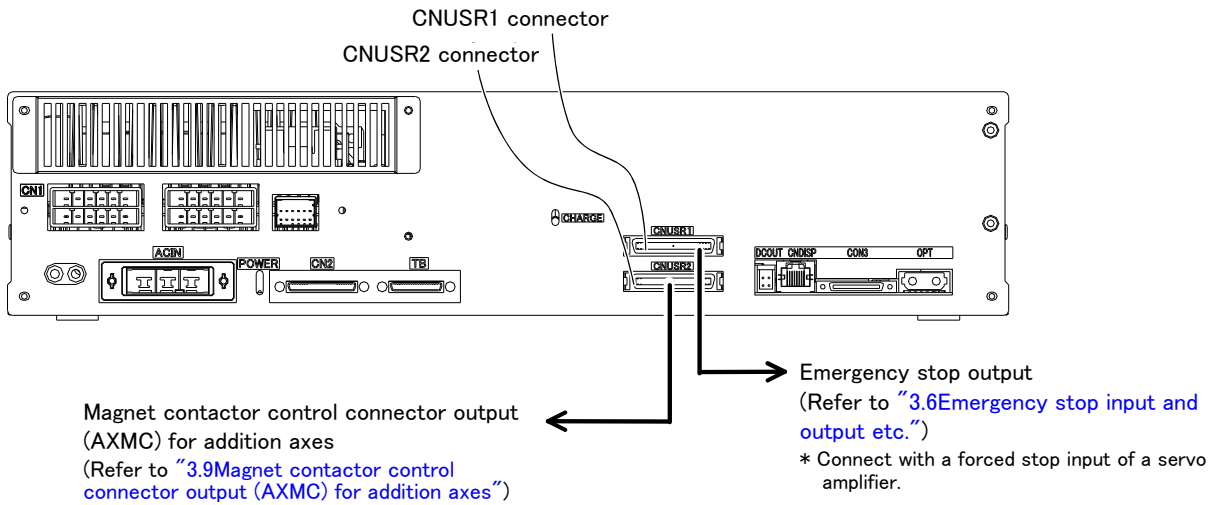 CNUSR1 connector
CNUSR2 connector
CN1
CHARGE
CNUSR1
ACIN
POWER
CN2
TB
CNUSR2
DCOUT CNDISP CON3 OPT
Magnet contactor control connector output
(AXMC) for addition axes
(Refer to "3.9Magnet contactor control
connector output (AXMC) for addition axes")
Emergency stop output
(Refer to "3.6Emergency stop input and
output etc.")
* Connect with a forced stop input of a servo
amplifier.